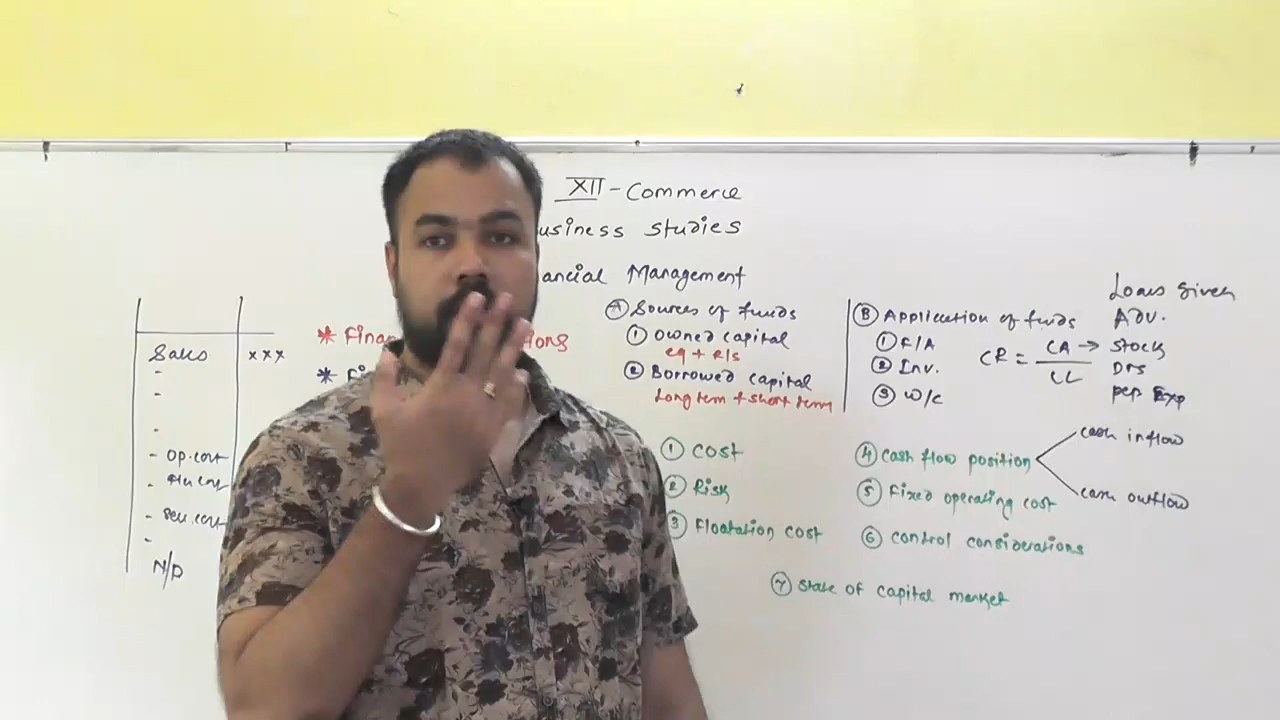 XII - Commerce
usiness Studies
ancial Management
Sales xxx
- op.cost
N/P
* Finan
ions
* Fi
(A) Sources of funds
(1) Owned capital
eq + R/s
(2) Borrowed capital
Long term + short term
(B) Application of funds
(1) F/A
(2) Inv.
(3) W/C
CR = CA → / CL
Loans Given
Adv.
Stock
Drs
pep Exp
(1) Cost
(2) Risk
(3) Floatation cost
(4) Cash flow position
cash inflow
cash outflow
(5) Fixed operating cost
(6) Control considerations
(7) State of capital market